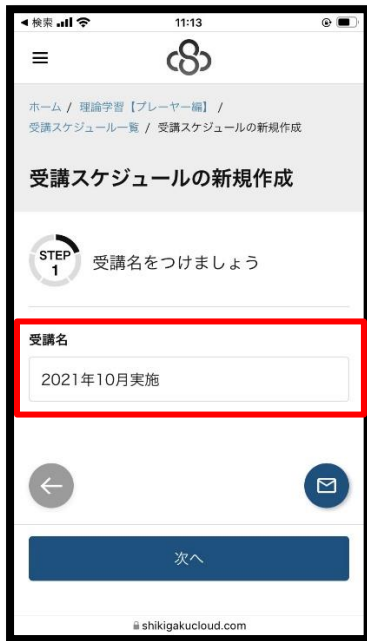 検索
11:13
ホーム / 理論学習【プレーヤー編】 /
受講スケジュール一覧 / 受講スケジュールの新規作成
受講スケジュールの新規作成
STEP
1
受講名をつけましょう
受講名
2021年10月実施
次へ
shikigakucloud.com